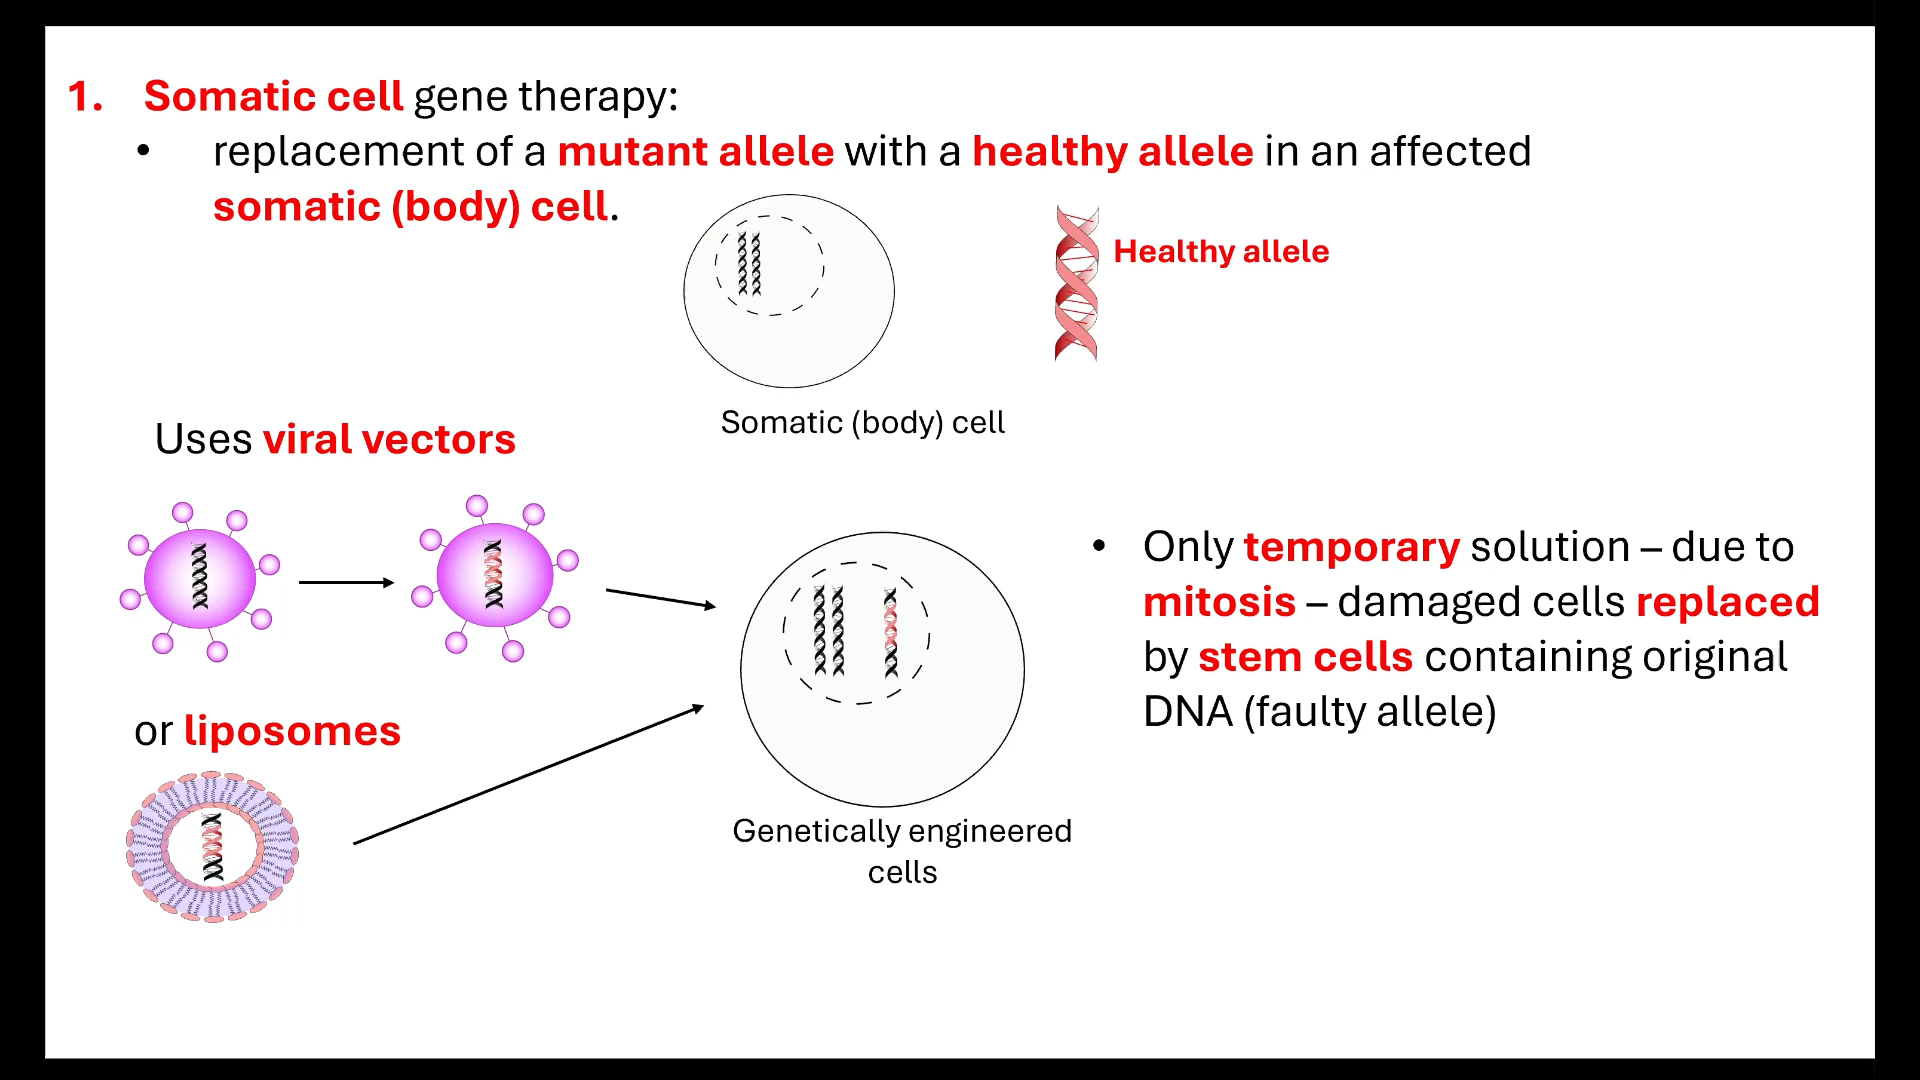 1. Somatic cell gene therapy:
• replacement of a mutant allele with a healthy allele in an affected
somatic (body) cell.
Healthy allele
Somatic (body) cell
Uses viral vectors
or liposomes
Genetically engineered
cells
• Only temporary solution – due to
mitosis – damaged cells replaced
by stem cells containing original
DNA (faulty allele)